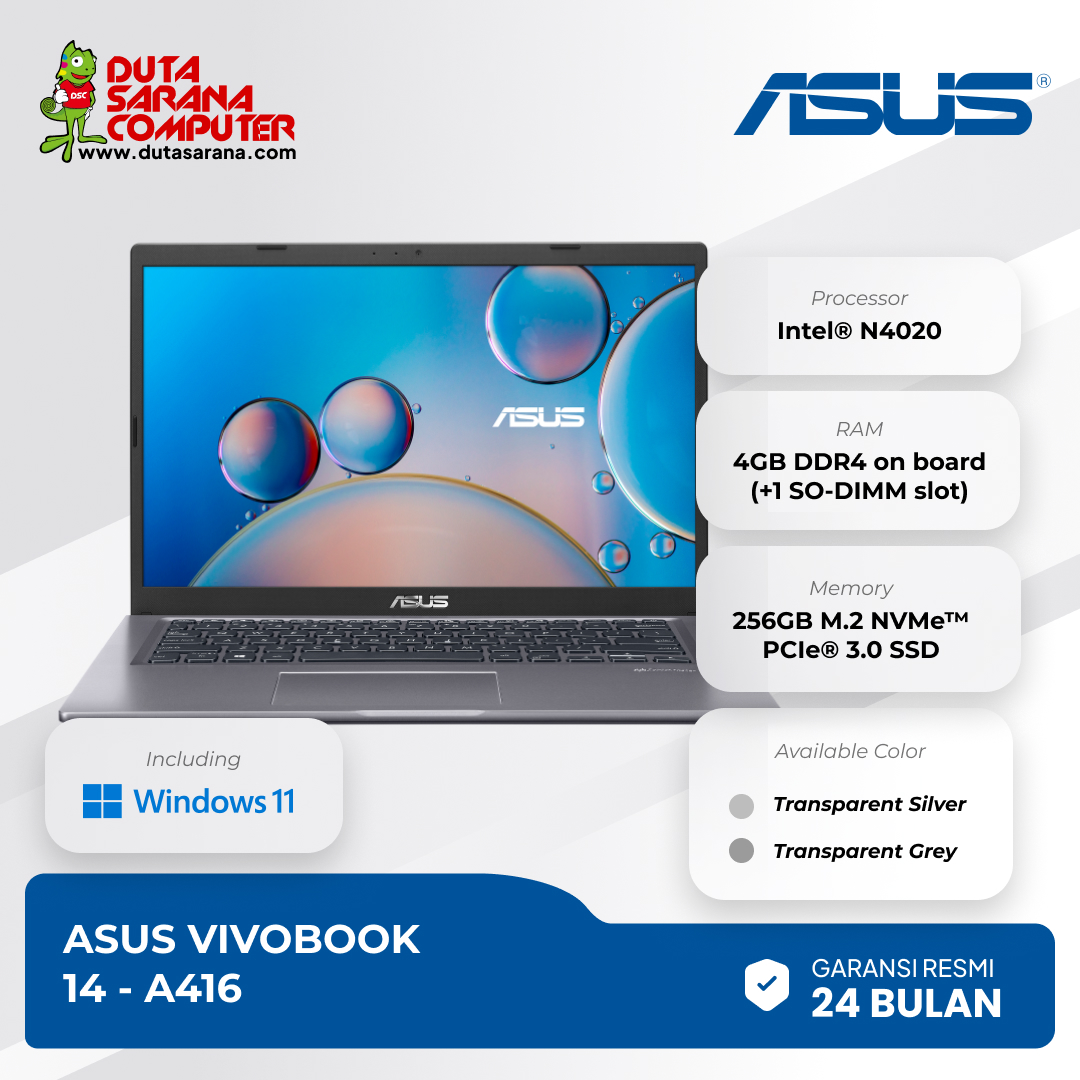 DUTA
SARANA
COMPUTER
www.dutasarana.com
DSC
ASUS®
Processor
Intel® N4020
ASUS
RAM
4GB DDR4 on board
(+1 SO-DIMM slot)
Memory
256GB M.2 NVMe™
PCIe® 3.0 SSD
ASUS
Including
Windows 11
Available Color
Transparent Silver
Transparent Grey
ASUS VIVOBOOK
14 - A416
GARANSI RESMI
24 BULAN